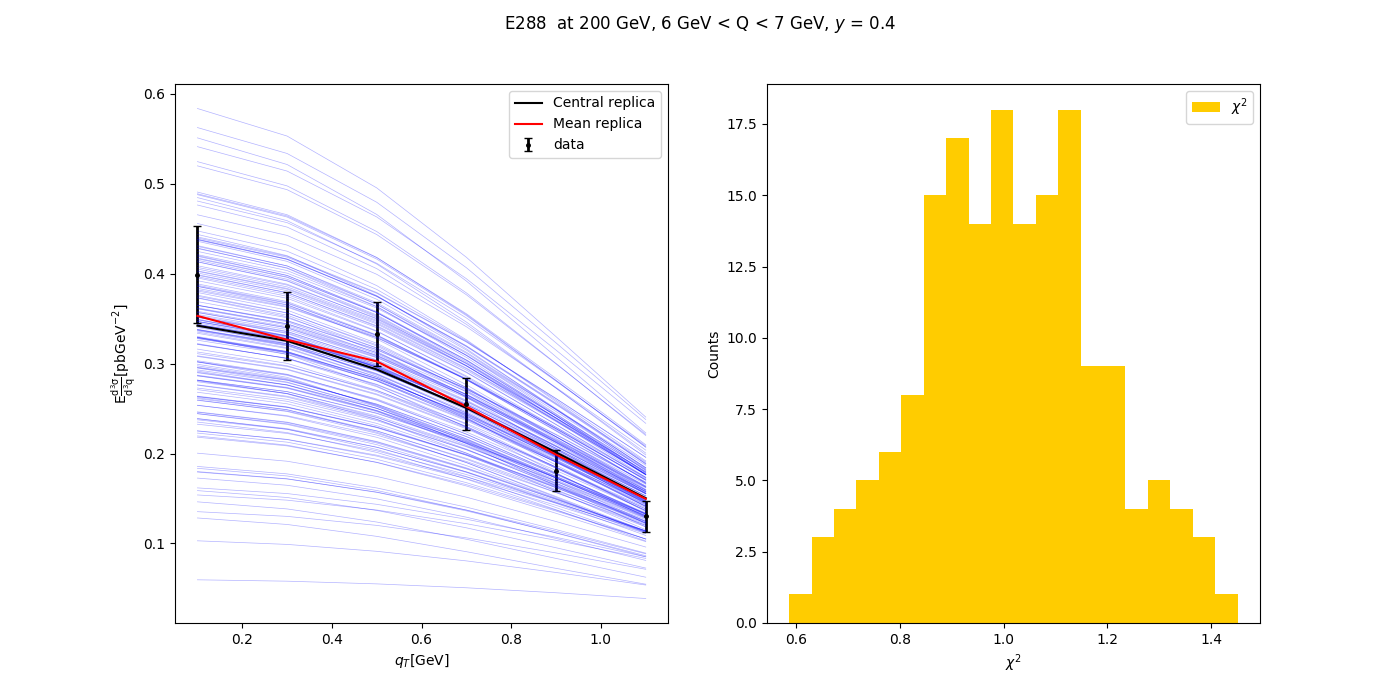 E288 at 200 GeV, 6 GeV < Q < 7 GeV, y = 0.4
Central replica
Mean replica
data
0.6
0.5
0.4
0.3
0.2
0.1
E d³σ/d³q [pbGeV⁻²]
0.2 0.4 0.6 0.8 1.0
q_T[GeV]
χ²
17.5
15.0
12.5
10.0
7.5
5.0
2.5
0.0
Counts
0.6 0.8 1.0 1.2 1.4
χ²